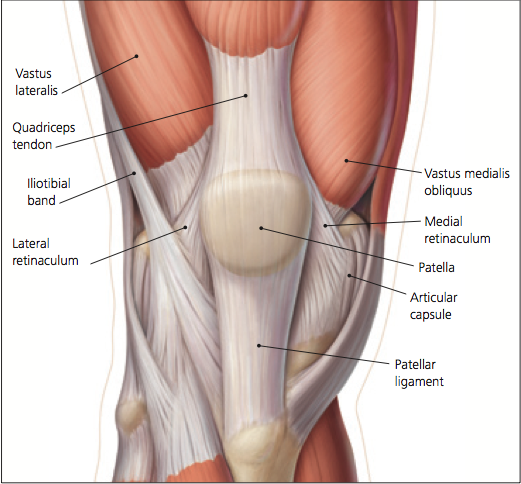 Vastus
lateralis
Quadriceps
tendon
Iliotibial
band
Lateral
retinaculum
Vastus medialis
obliquus
Medial
retinaculum
Patella
Articular
capsule
Patellar
ligament